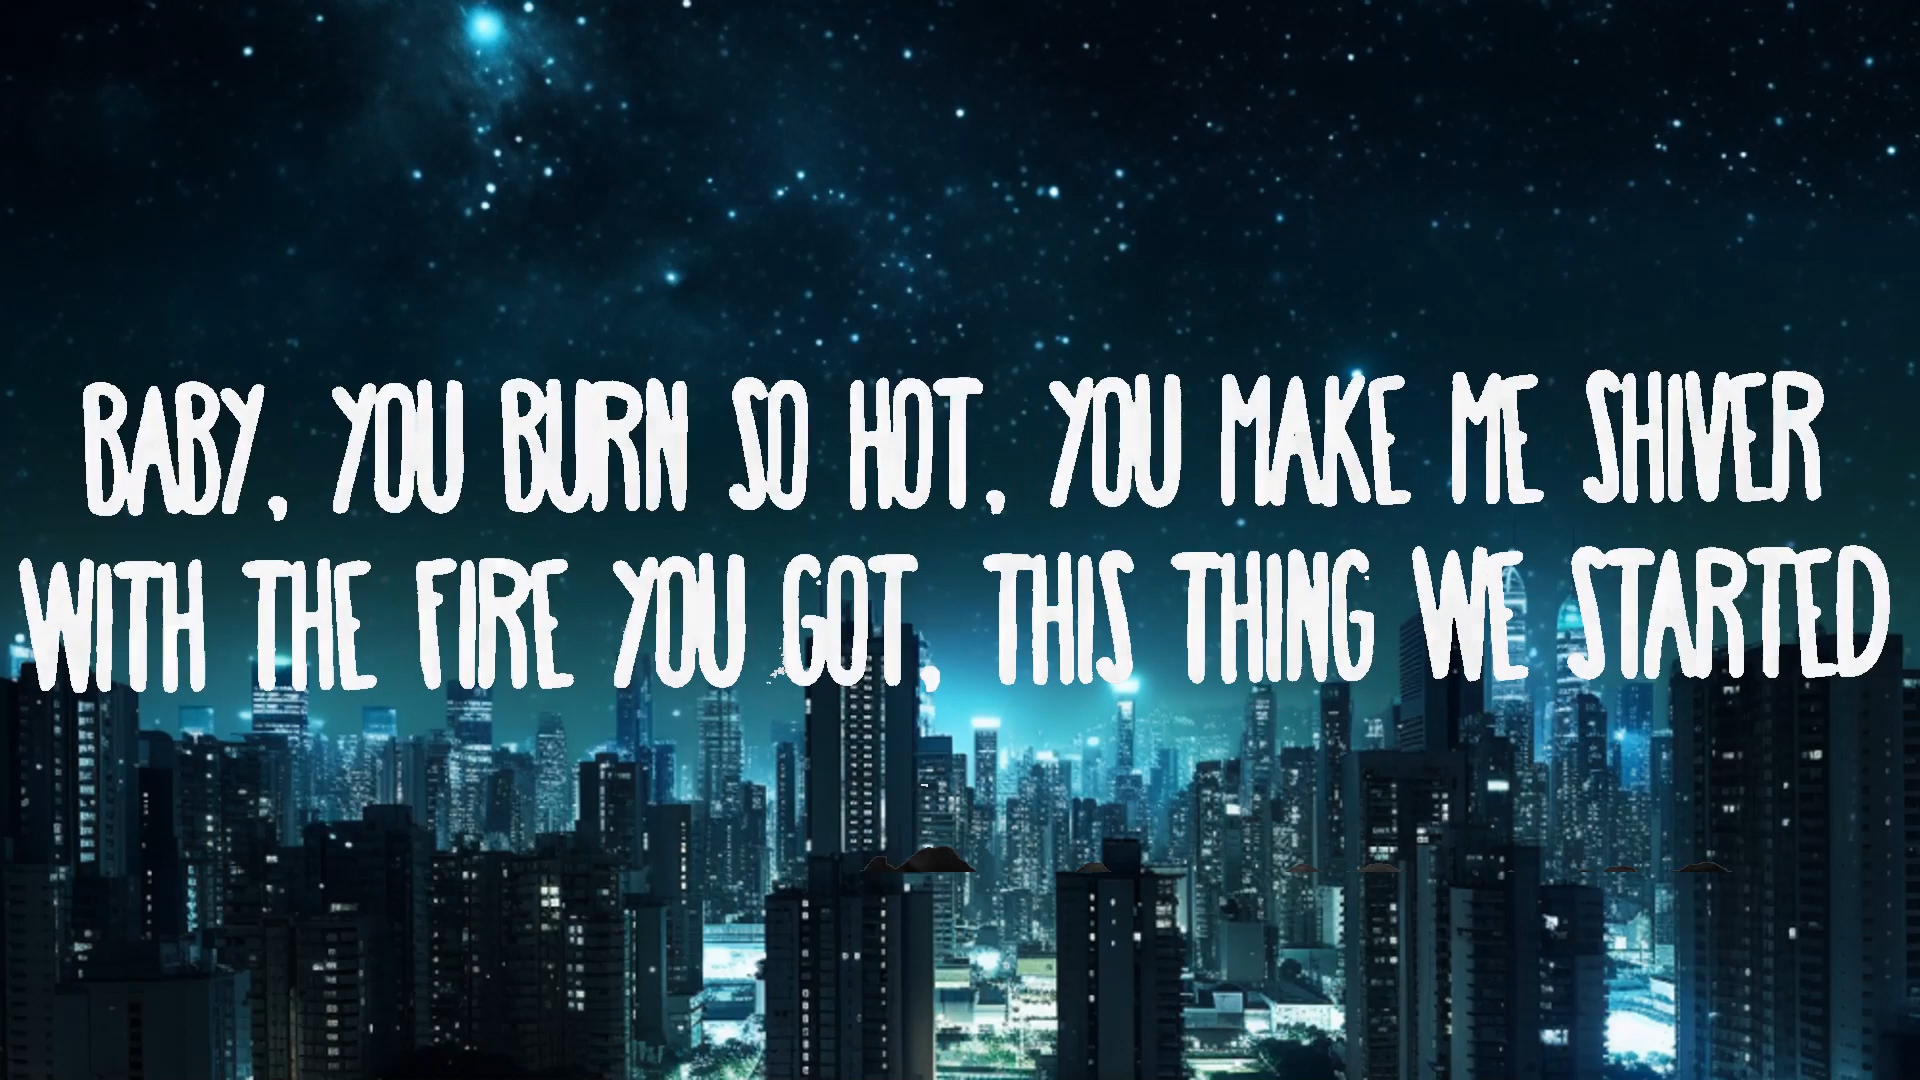 BABY, YOU BURN SO HOT, YOU MAKE ME SHIVER
WITH THE FIRE YOU GOT, THIS THING WE STARTED